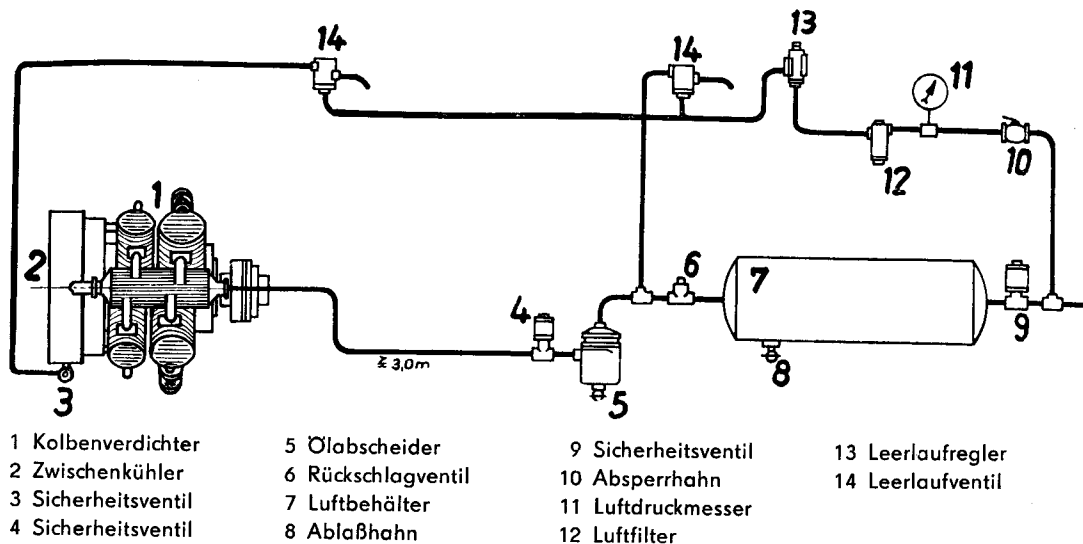 14
14
13
11
12
10
1
2
3
4
≧ 3,0m
5
6
7
8
9
1 Kolbenverdichter
2 Zwischenkühler
3 Sicherheitsventil
4 Sicherheitsventil
5 Ölabscheider
6 Rückschlagventil
7 Luftbehälter
8 Ablaßhahn
9 Sicherheitsventil
10 Absperrhahn
11 Luftdruckmesser
12 Luftfilter
13 Leerlaufregler
14 Leerlaufventil